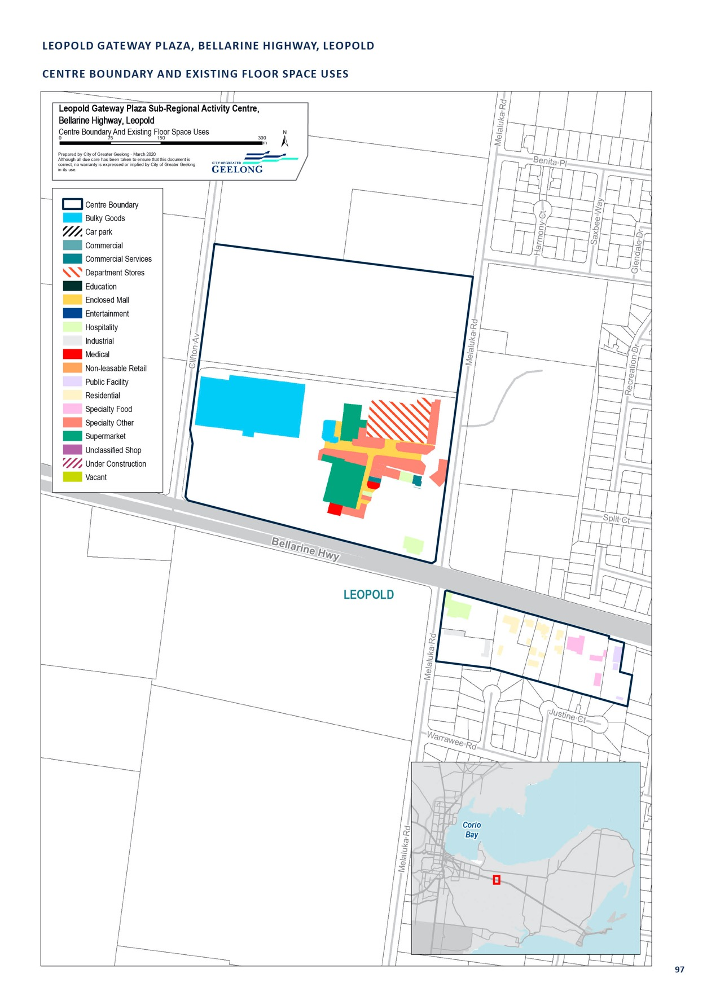 LEOPOLD GATEWAY PLAZA, BELLARINE HIGHWAY, LEOPOLD
CENTRE BOUNDARY AND EXISTING FLOOR SPACE USES
Leopold Gateway Plaza Sub-Regional Activity Centre,
Bellarine Highway, Leopold
Centre Boundary And Existing Floor Space Uses
0 75 150 300
m
N
Prepared by City of Greater Geelong - March 2020
Although all due care has been taken to ensure that this document is
correct, no warranty is expressed or implied by City of Greater Geelong
in its use.
CITY OF GREATER
GEELONG
Centre Boundary
Bulky Goods
Car park
Commercial
Commercial Services
Department Stores
Education
Enclosed Mall
Entertainment
Hospitality
Industrial
Medical
Non-leasable Retail
Public Facility
Residential
Specialty Food
Specialty Other
Supermarket
Unclassified Shop
Under Construction
Vacant
Melaluka Rd
Benita Pl
Harmony Ct
Saxbee Way
Glendale Dr
Clifton Av
Melaluka Rd
Recreation Dr
Split Ct
Bellarine Hwy
LEOPOLD
Melaluka Rd
Justine Ct
Warrawee Rd
Melaluka Rd
Corio
Bay
97